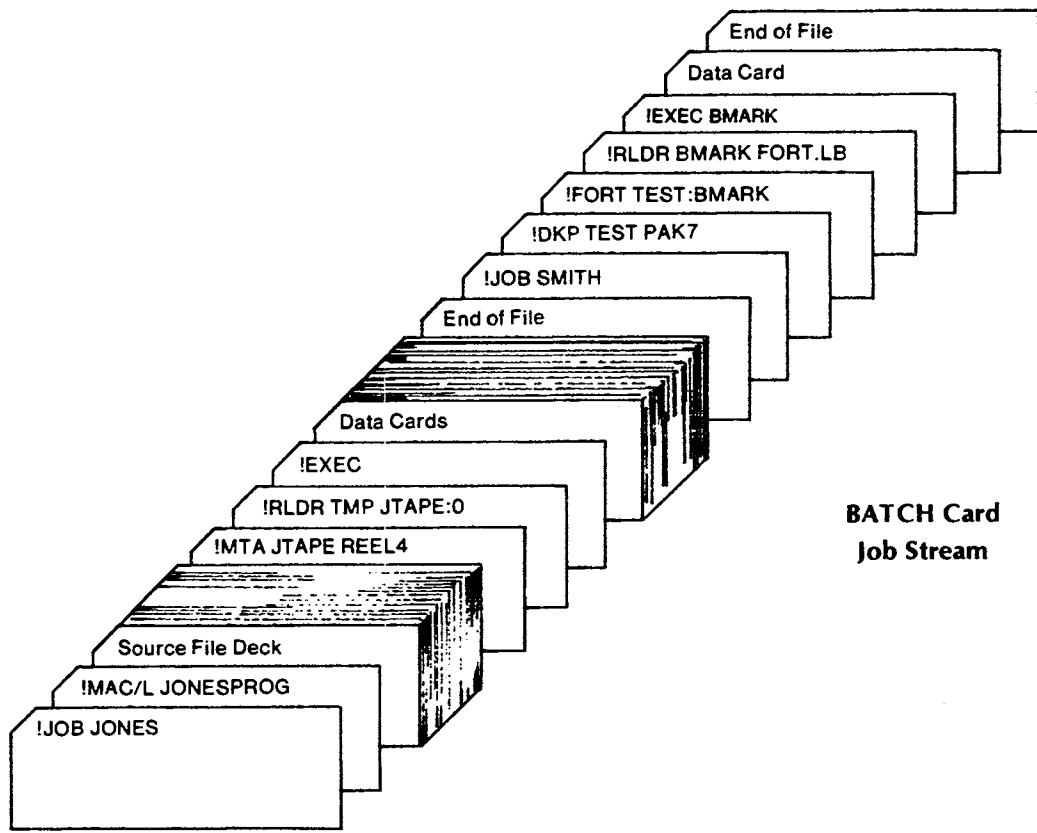 End of File
Data Card
!EXEC BMARK
!RLDR BMARK FORT.LB
!FORT TEST:BMARK
!DKP TEST PAK7
!JOB SMITH
End of File
Data Cards
!EXEC
!RLDR TMP JTAPE:0
!MTA JTAPE REEL4
Source File Deck
!MAC/L JONESPROG
!JOB JONES
BATCH Card
Job Stream